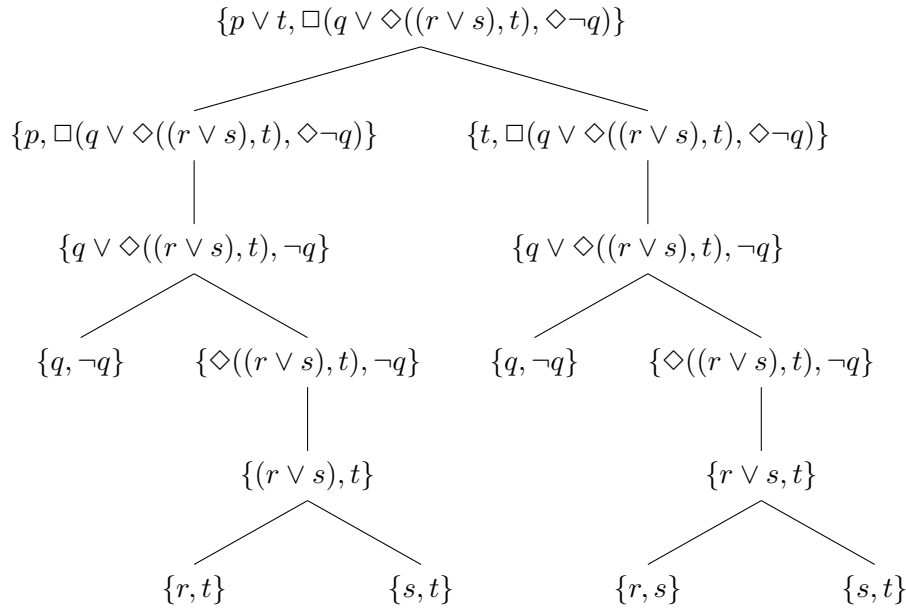 {p ∨ t, □(q ∨ ◇((r ∨ s), t), ◇¬q)}
{p, □(q ∨ ◇((r ∨ s), t), ◇¬q)} {t, □(q ∨ ◇((r ∨ s), t), ◇¬q)}
{q ∨ ◇((r ∨ s), t), ¬q} {q ∨ ◇((r ∨ s), t), ¬q}
{q, ¬q} {◇((r ∨ s), t), ¬q} {q, ¬q} {◇((r ∨ s), t), ¬q}
{(r ∨ s), t} {r ∨ s, t}
{r, t} {s, t} {r, s} {s, t}